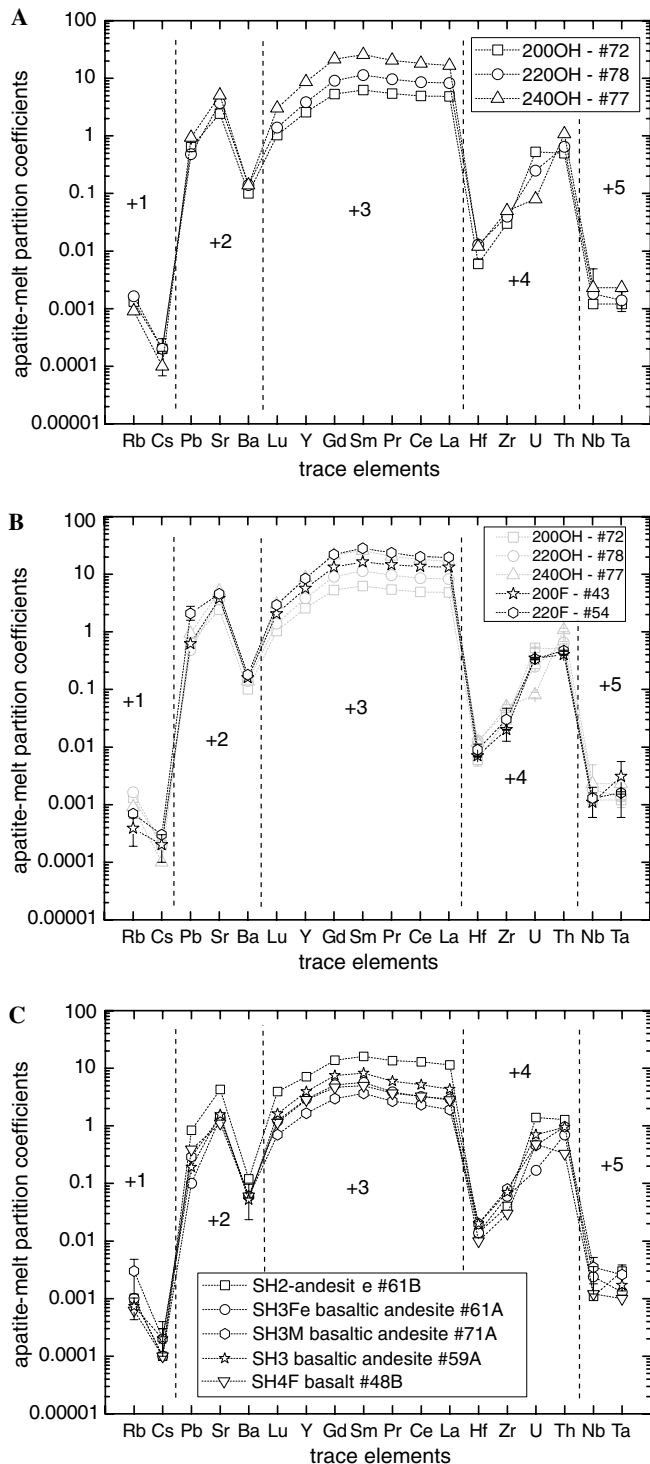 A
100
10
1
0.1
0.01
0.001
0.0001
0.00001
apatite-melt partition coefficients
200OH - #72
220OH - #78
240OH - #77
+1
+2
+3
+4
+5
Rb Cs Pb Sr Ba Lu Y Gd Sm Pr Ce La Hf Zr U Th Nb Ta
trace elements
B
100
10
1
0.1
0.01
0.001
0.0001
0.00001
apatite-melt partition coefficients
200OH - #72
220OH - #78
240OH - #77
200F - #43
220F - #54
+1
+2
+3
+4
+5
Rb Cs Pb Sr Ba Lu Y Gd Sm Pr Ce La Hf Zr U Th Nb Ta
trace elements
C
100
10
1
0.1
0.01
0.001
0.0001
0.00001
apatite-melt partition coefficients
+1
+2
+3
+4
+5
SH2-andesit e #61B
SH3Fe basaltic andesite #61A
SH3M basaltic andesite #71A
SH3 basaltic andesite #59A
SH4F basalt #48B
Rb Cs Pb Sr Ba Lu Y Gd Sm Pr Ce La Hf Zr U Th Nb Ta
trace elements